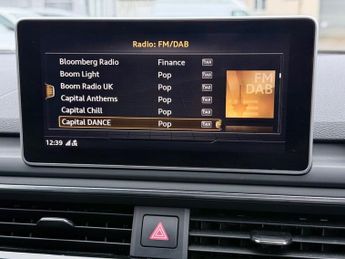 Radio: FM/DAB
Bloomberg Radio Finance
Boom Light Pop
Boom Radio UK Pop
Capital Anthems Pop
Capital Chill Pop
Capital DANCE Pop
FM
DAB
12:39